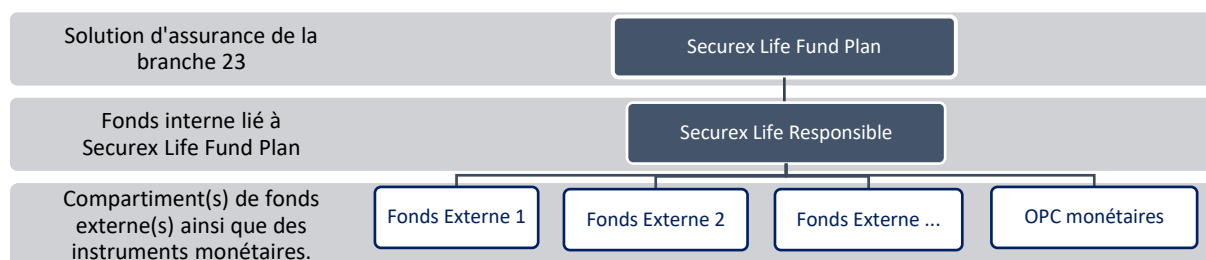 Solution d'assurance de la
branche 23
Securex Life Fund Plan
Fonds interne lié à
Securex Life Fund Plan
Securex Life Responsible
Compartiment(s) de fonds
externe(s) ainsi que des
instruments monétaires.
Fonds Externe 1
Fonds Externe 2
Fonds Externe ...
OPC monétaires